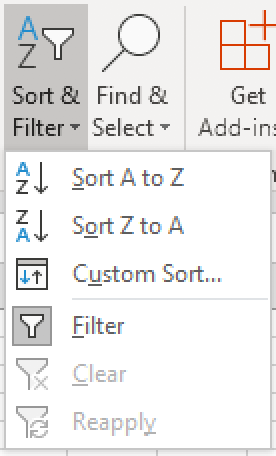 Sort &
Filter
Find &
Select
Get
Add-ins
Sort A to Z
Sort Z to A
Custom Sort...
Filter
Clear
Reapply